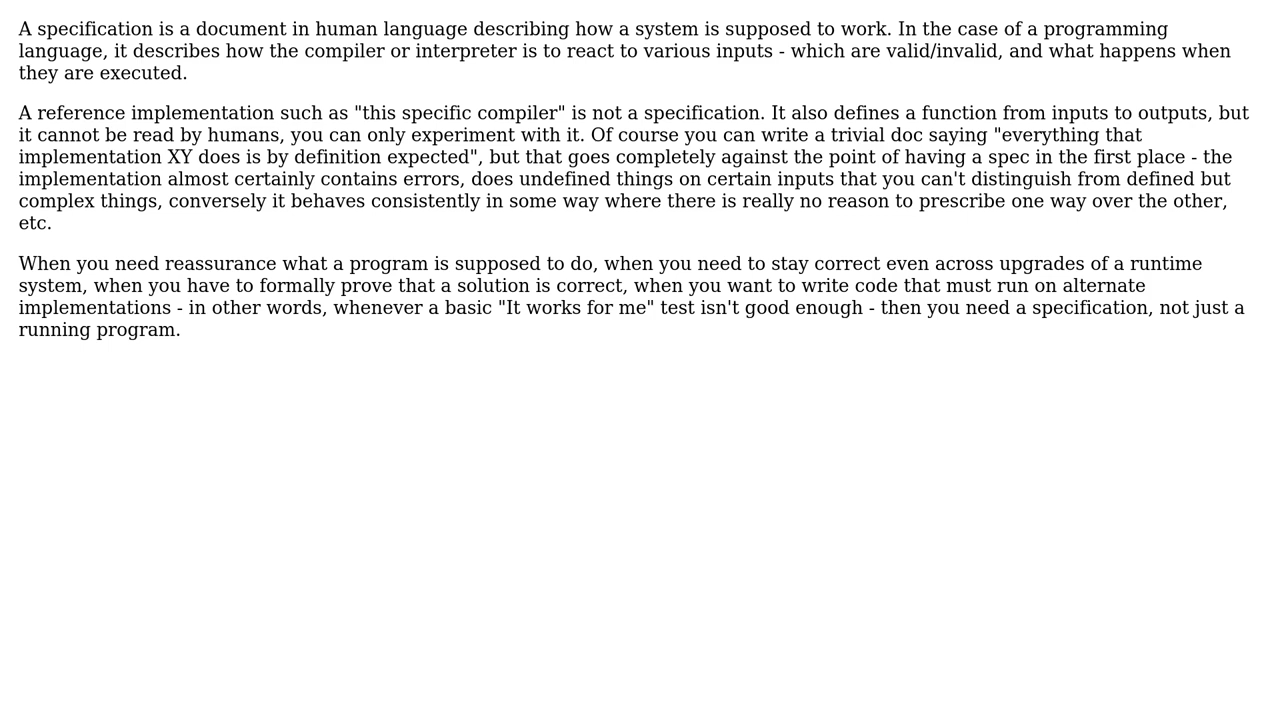 A specification is a document in human language describing how a system is supposed to work. In the case of a programming
language, it describes how the compiler or interpreter is to react to various inputs - which are valid/invalid, and what happens when
they are executed.
A reference implementation such as "this specific compiler" is not a specification. It also defines a function from inputs to outputs, but
it cannot be read by humans, you can only experiment with it. Of course you can write a trivial doc saying "everything that
implementation XY does is by definition expected", but that goes completely against the point of having a spec in the first place - the
implementation almost certainly contains errors, does undefined things on certain inputs that you can't distinguish from defined but
complex things, conversely it behaves consistently in some way where there is really no reason to prescribe one way over the other,
etc.
When you need reassurance what a program is supposed to do, when you need to stay correct even across upgrades of a runtime
system, when you have to formally prove that a solution is correct, when you want to write code that must run on alternate
implementations - in other words, whenever a basic "It works for me" test isn't good enough - then you need a specification, not just a
running program.